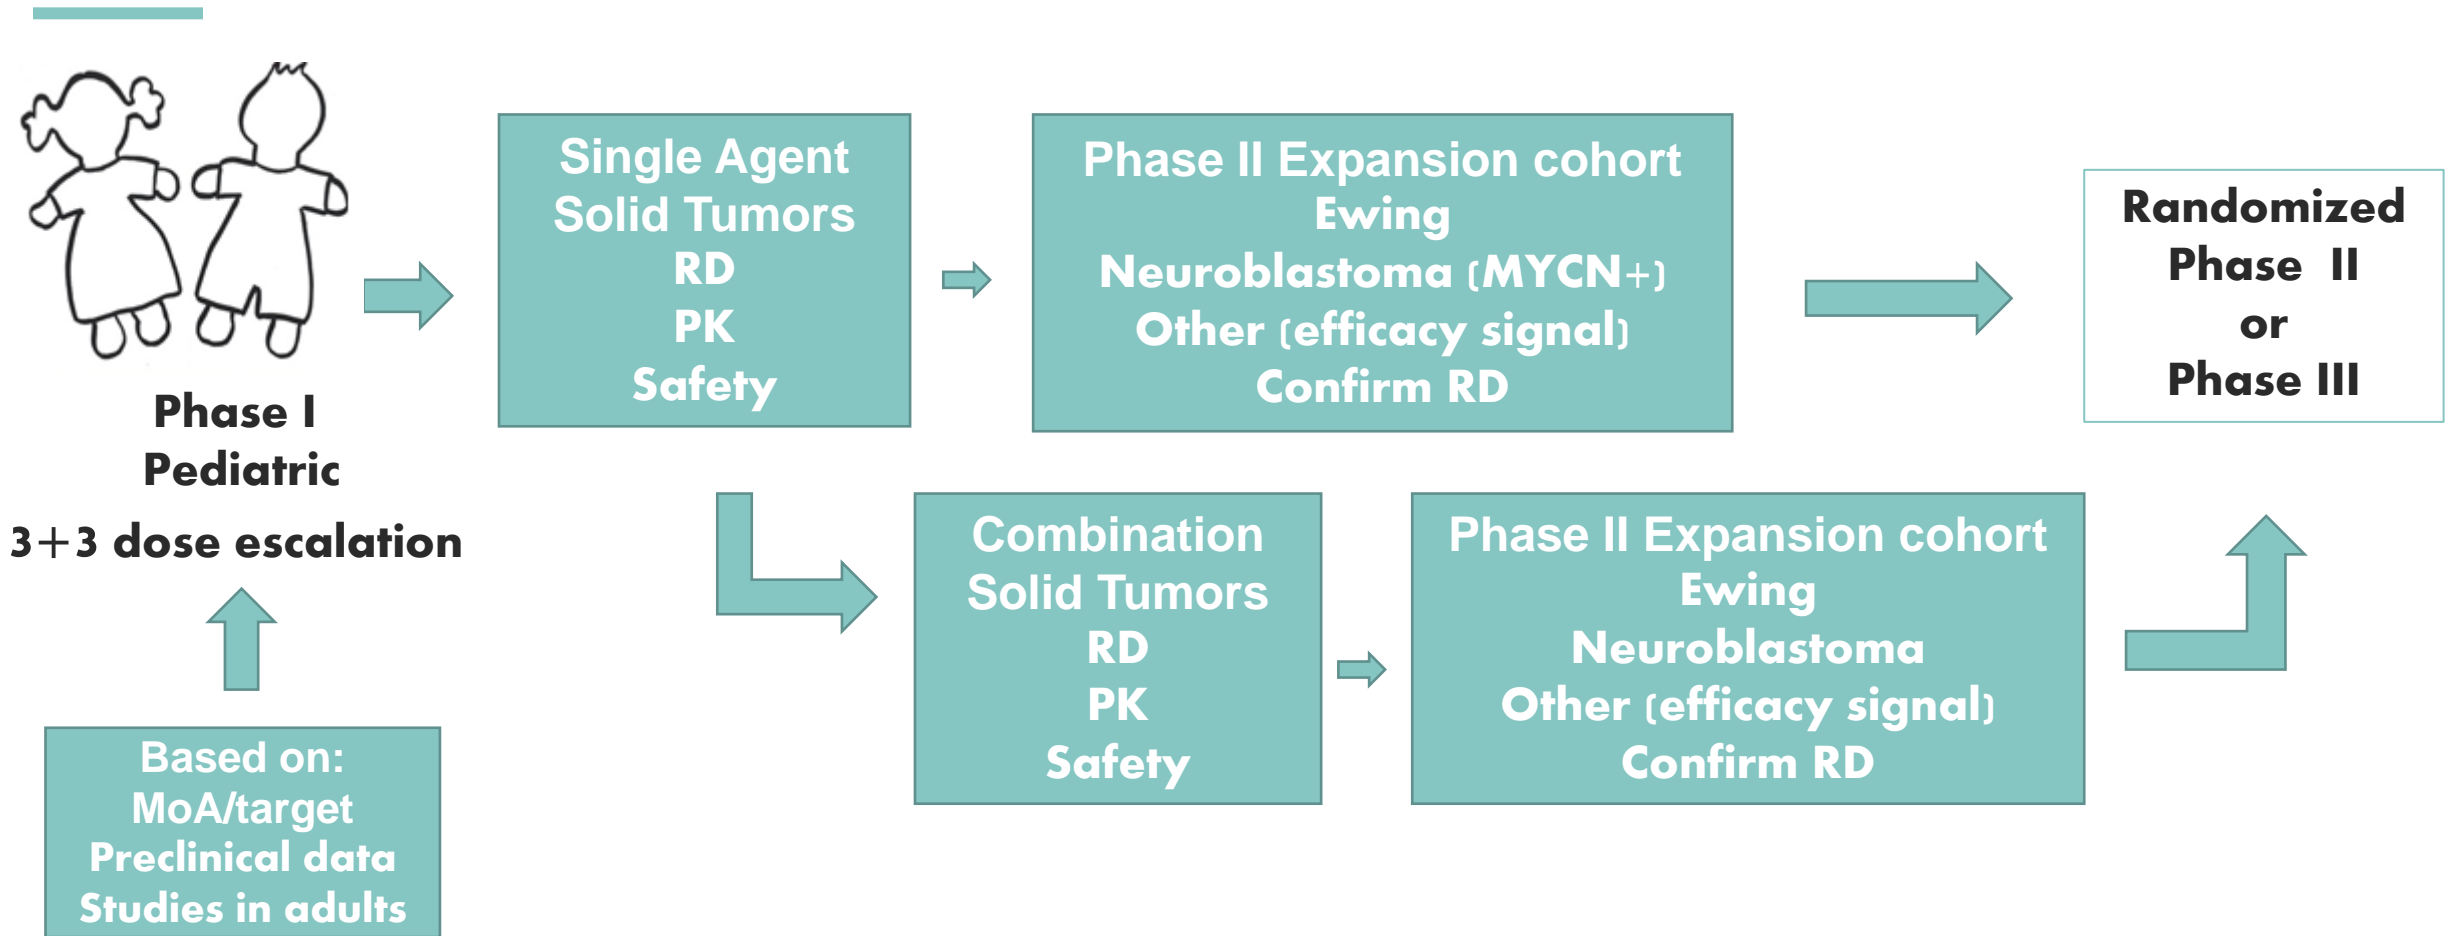 Phase I
Pediatric
3+3 dose escalation
Based on:
MoA/target
Preclinical data
Studies in adults
Single Agent
Solid Tumors
RD
PK
Safety
Phase II Expansion cohort
Ewing
Neuroblastoma (MYCN+)
Other (efficacy signal)
Confirm RD
Combination
Solid Tumors
RD
PK
Safety
Phase II Expansion cohort
Ewing
Neuroblastoma
Other (efficacy signal)
Confirm RD
Randomized
Phase II
or
Phase III